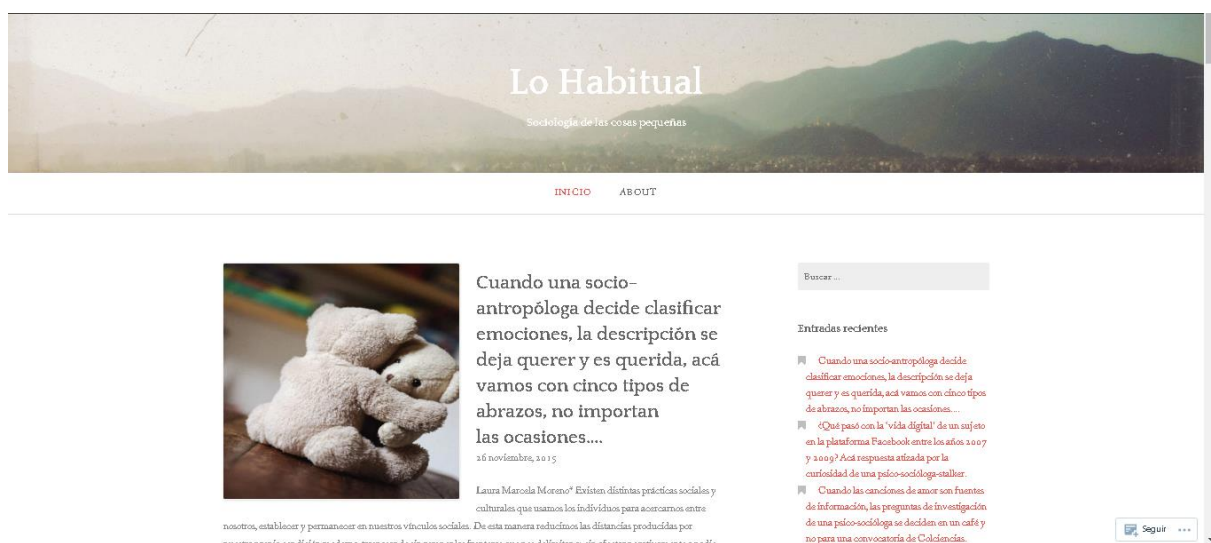 Lo Habitual
Sociología de las cosas pequeñas
INICIO ABOUT
Cuando una socio-
antropóloga decide clasificar
emociones, la descripción se
deja querer y es querida, acá
vamos con cinco tipos de
abrazos, no importan
las ocasiones....
26 noviembre, 2015
Laura Marcela Moreno* Existen distintas prácticas sociales y
culturales que usamos los individuos para acercarnos entre
nosotros, establecer y permanecer en nuestros vínculos sociales. De esta manera reducimos las distancias producidas por
Buscar ...
Entradas recientes
Cuando una socio-antropóloga decide
clasificar emociones, la descripción se deja
querer y es querida, acá vamos con cinco tipos
de abrazos, no importan las ocasiones....
¿Qué pasó con la 'vida digital' de un sujeto
en la plataforma Facebook entre los años 2007
y 2009? Acá respuesta atizada por la
curiosidad de una psico-socióloga-stalker.
Cuando las canciones de amor son fuentes
de información, las preguntas de investigación
de una psico-socióloga se deciden en un café y
no para una convocatoria de Colciencias.
Seguir ...